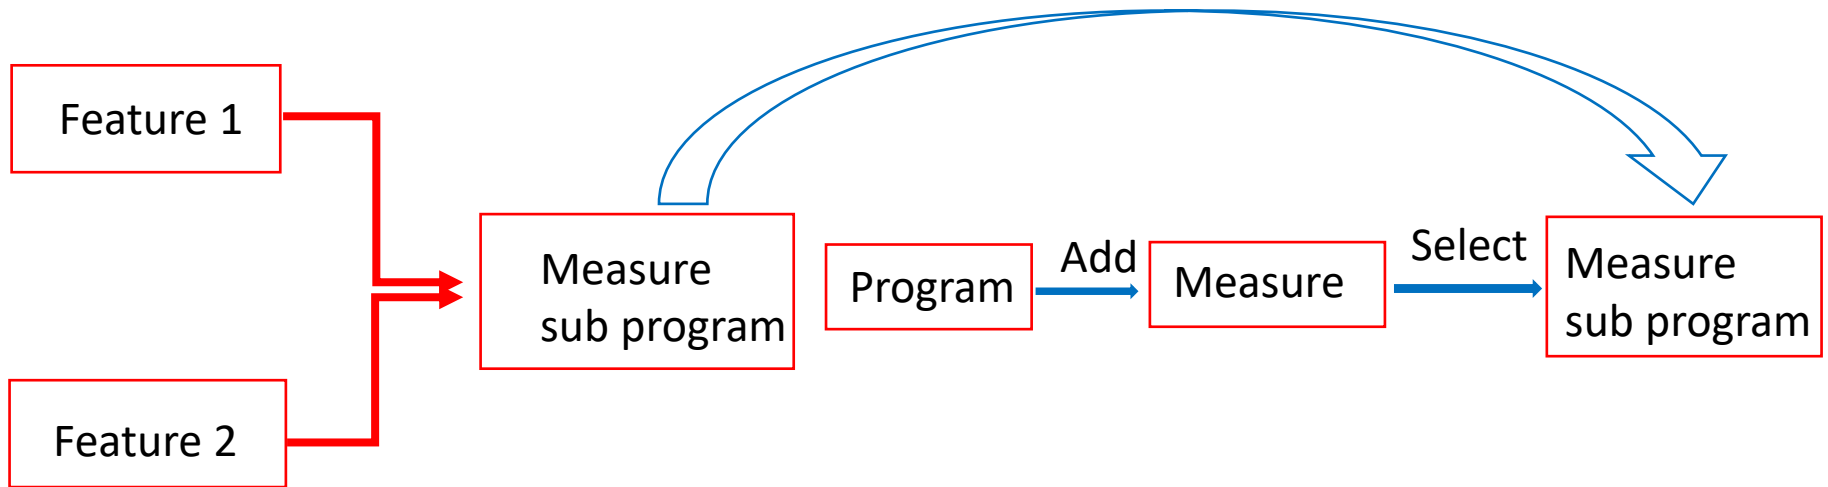 Feature 1
Feature 2
Measure
sub program
Program
Add
Measure
Select
Measure
sub program